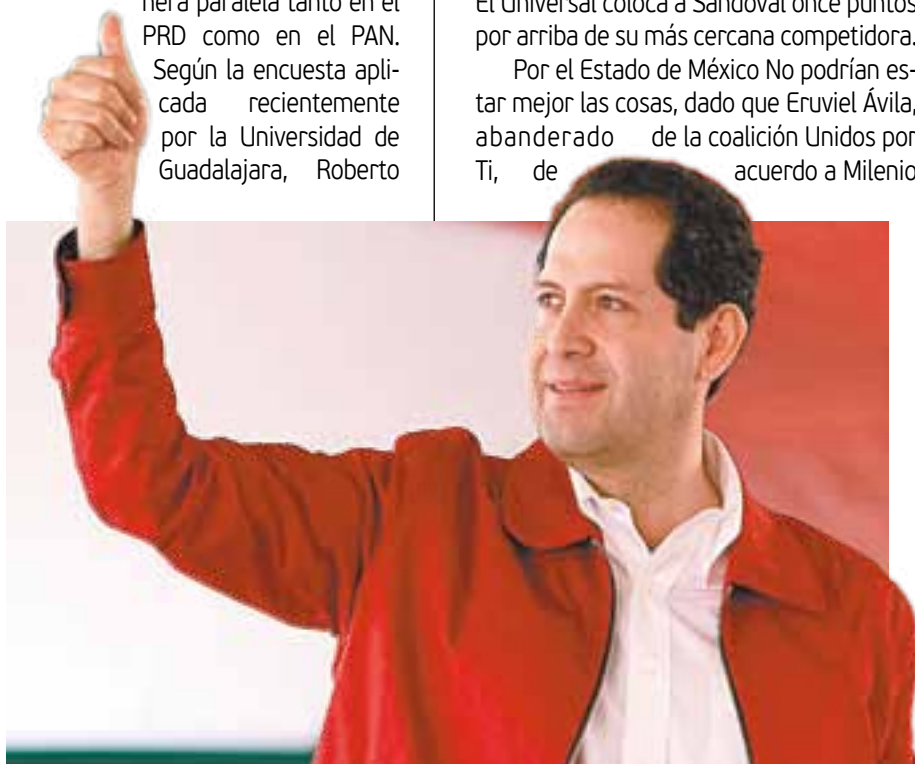 nera paralela tanto en el
PRD como en el PAN.
Según la encuesta apli-
cada recientemente
por la Universidad de
Guadalajara, Roberto
El Universal coloca a Sandoval once puntos
por arriba de su más cercana competidora.
Por el Estado de México No podrían es-
tar mejor las cosas, dado que Eruviel Ávila,
abanderado de la coalición Unidos por
Ti, de acuerdo a Milenio